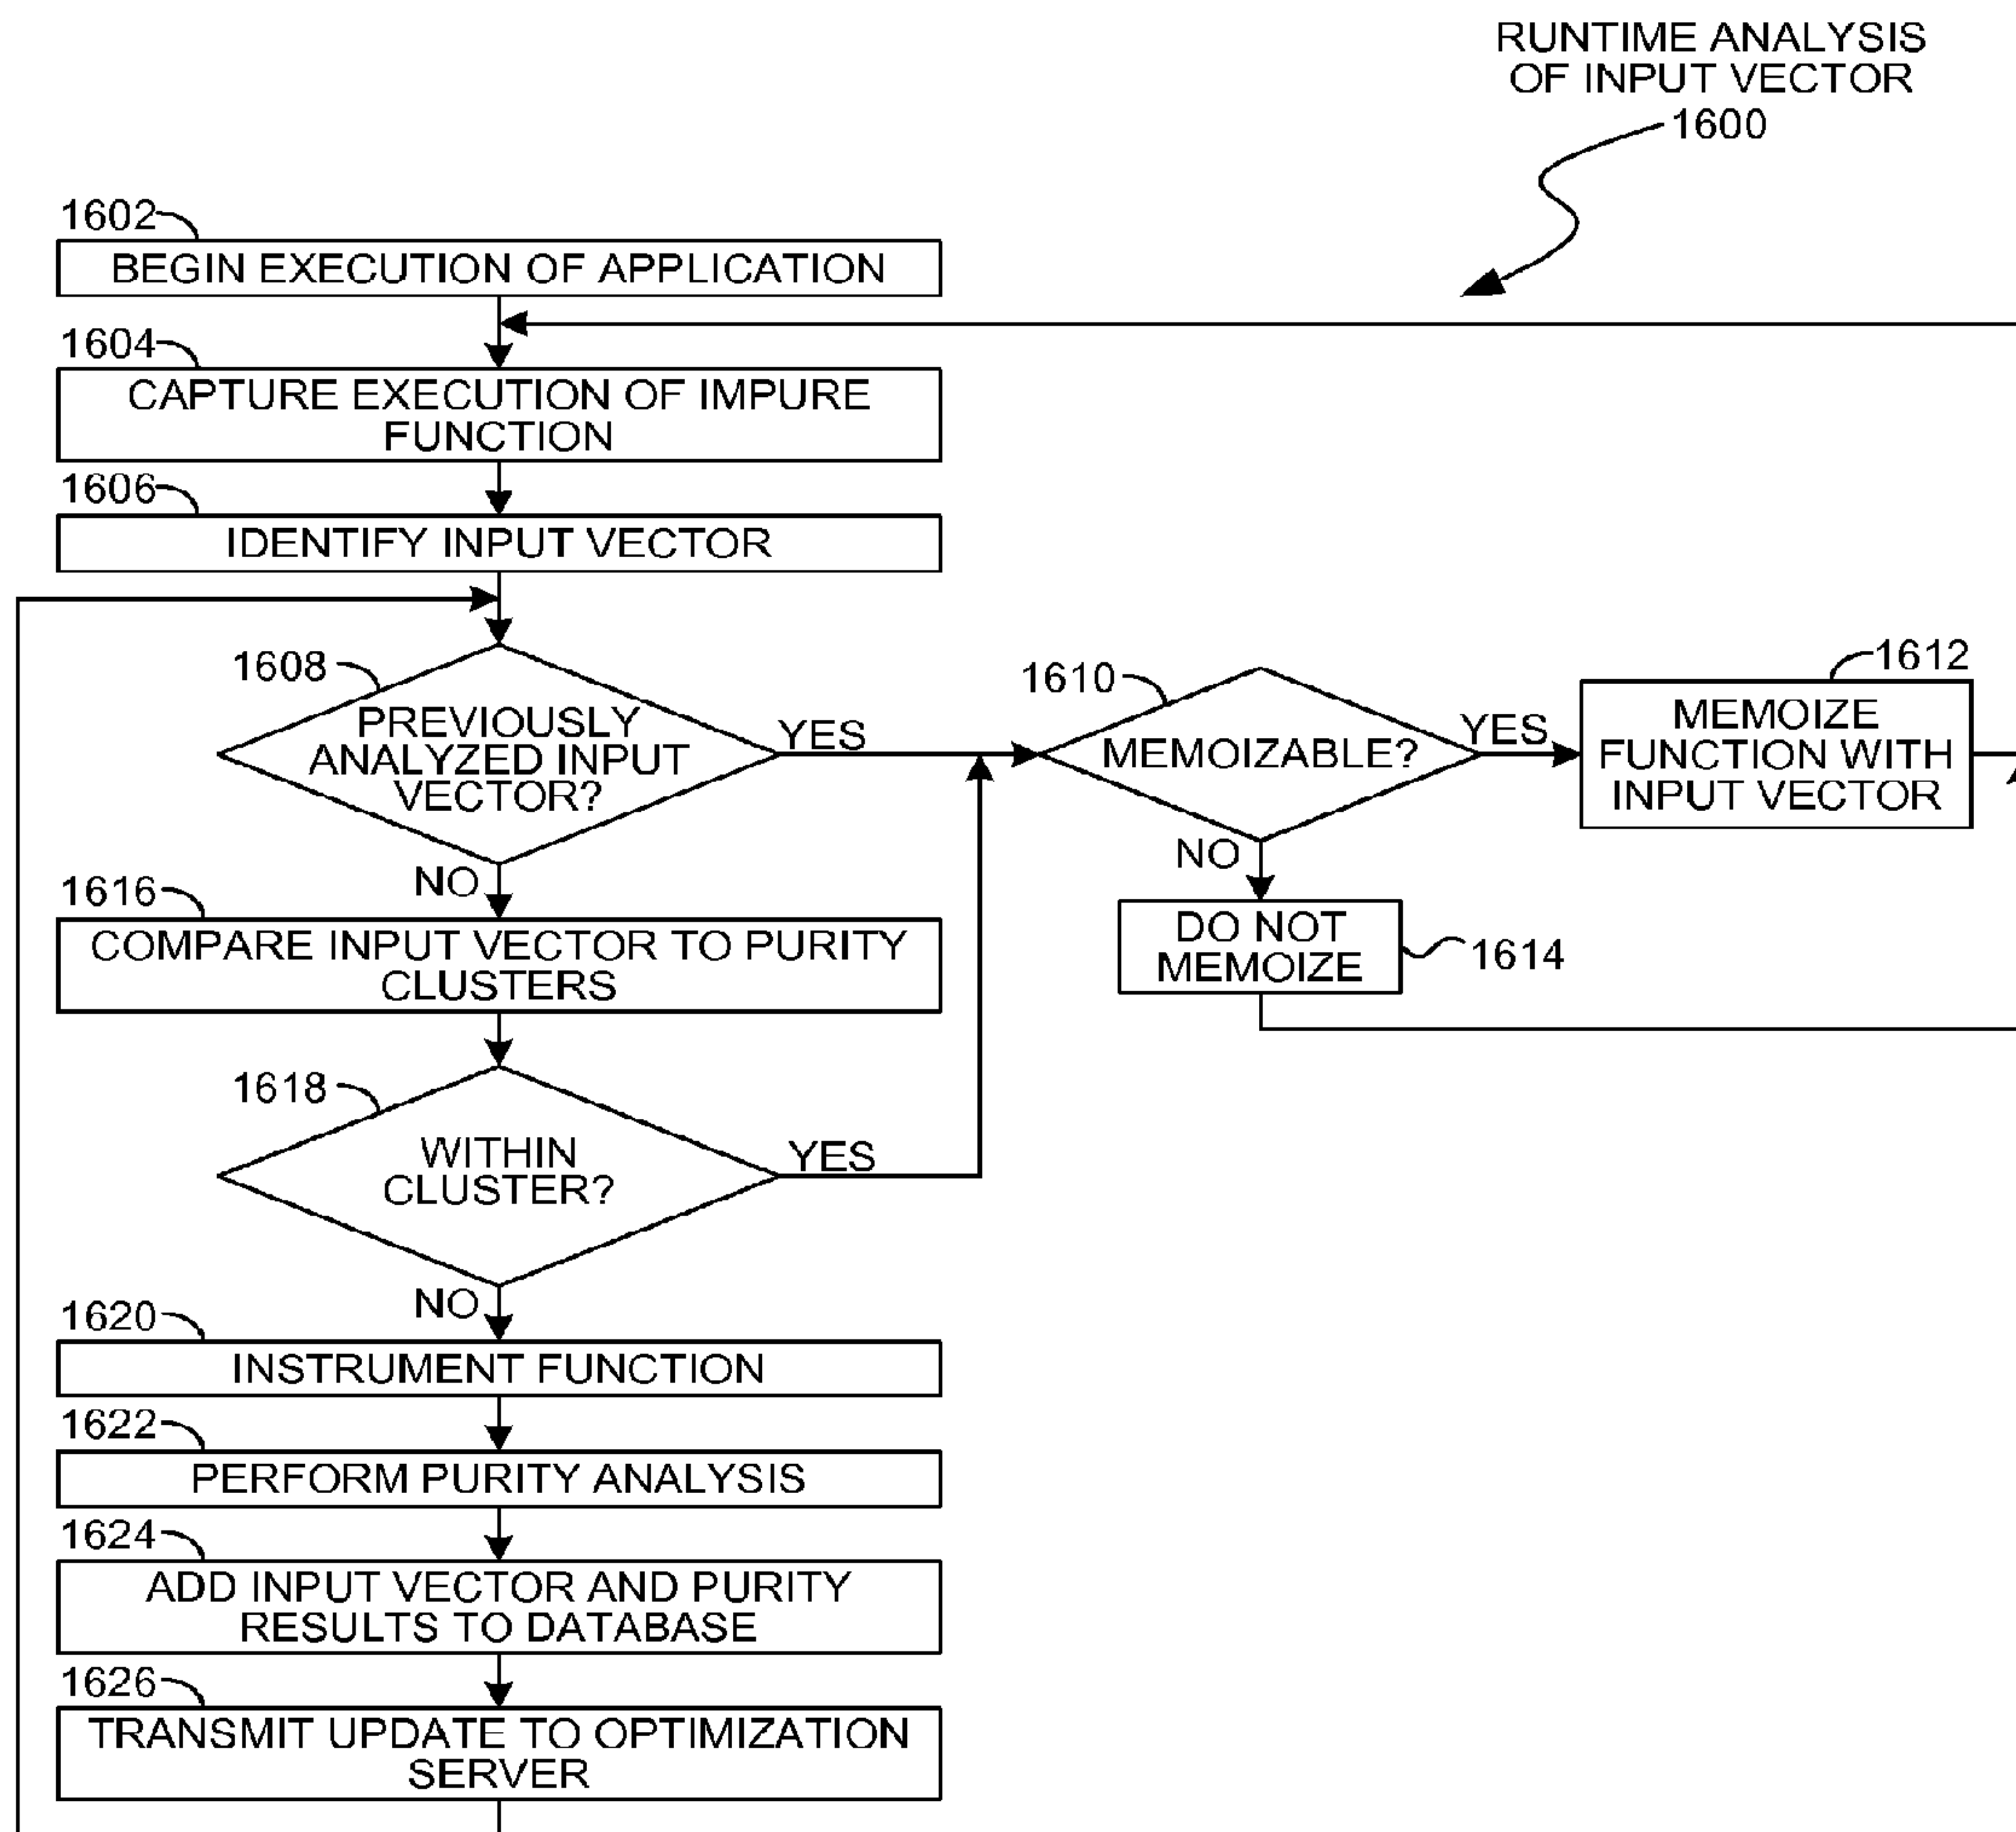 RUNTIME ANALYSIS
OF INPUT VECTOR
1600
1602
BEGIN EXECUTION OF APPLICATION
1604
CAPTURE EXECUTION OF IMPURE
FUNCTION
1606
IDENTIFY INPUT VECTOR
1608
PREVIOUSLY
ANALYZED INPUT
VECTOR?
YES
NO
1610
MEMOIZABLE?
YES
NO
1612
MEMOIZE
FUNCTION WITH
INPUT VECTOR
DO NOT
MEMOIZE
1614
1616
COMPARE INPUT VECTOR TO PURITY
CLUSTERS
1618
WITHIN
CLUSTER?
YES
NO
1620
INSTRUMENT FUNCTION
1622
PERFORM PURITY ANALYSIS
1624
ADD INPUT VECTOR AND PURITY
RESULTS TO DATABASE
1626
TRANSMIT UPDATE TO OPTIMIZATION
SERVER